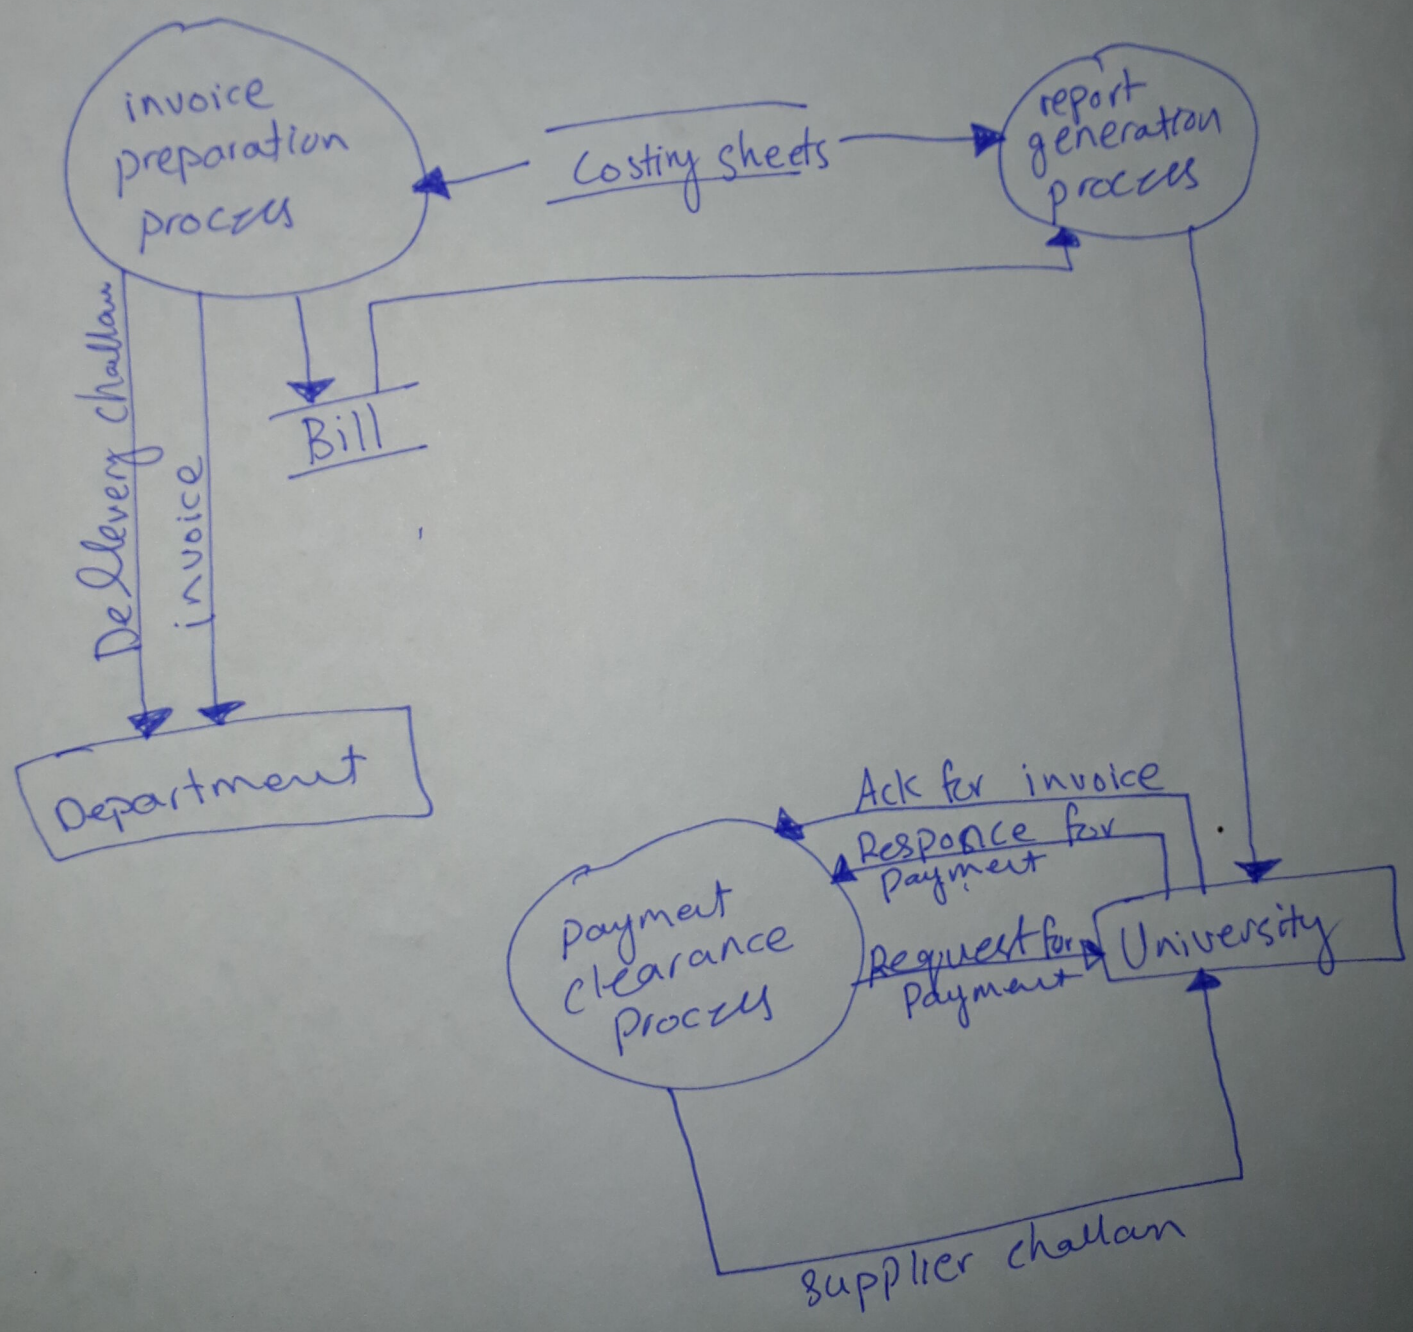 invoice
preparation
process
Costing sheets
report
generation
process
Delievery challan
invoice
Bill
Department
Ack for invoice
Responce for
Payment
Payment
clearance
Process
Request for
Payment
University
supplier challan